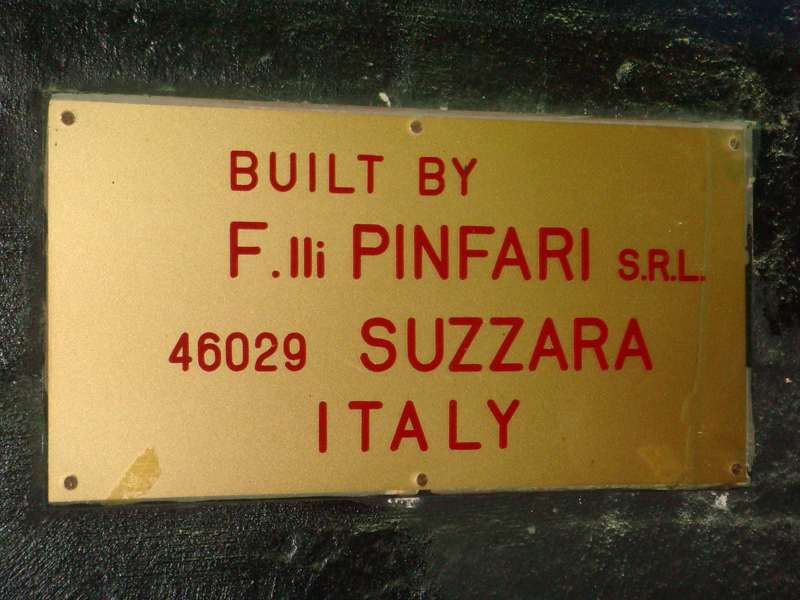 BUILT BY
F.lli PINFARI S.R.L.
46029 SUZZARA
ITALY